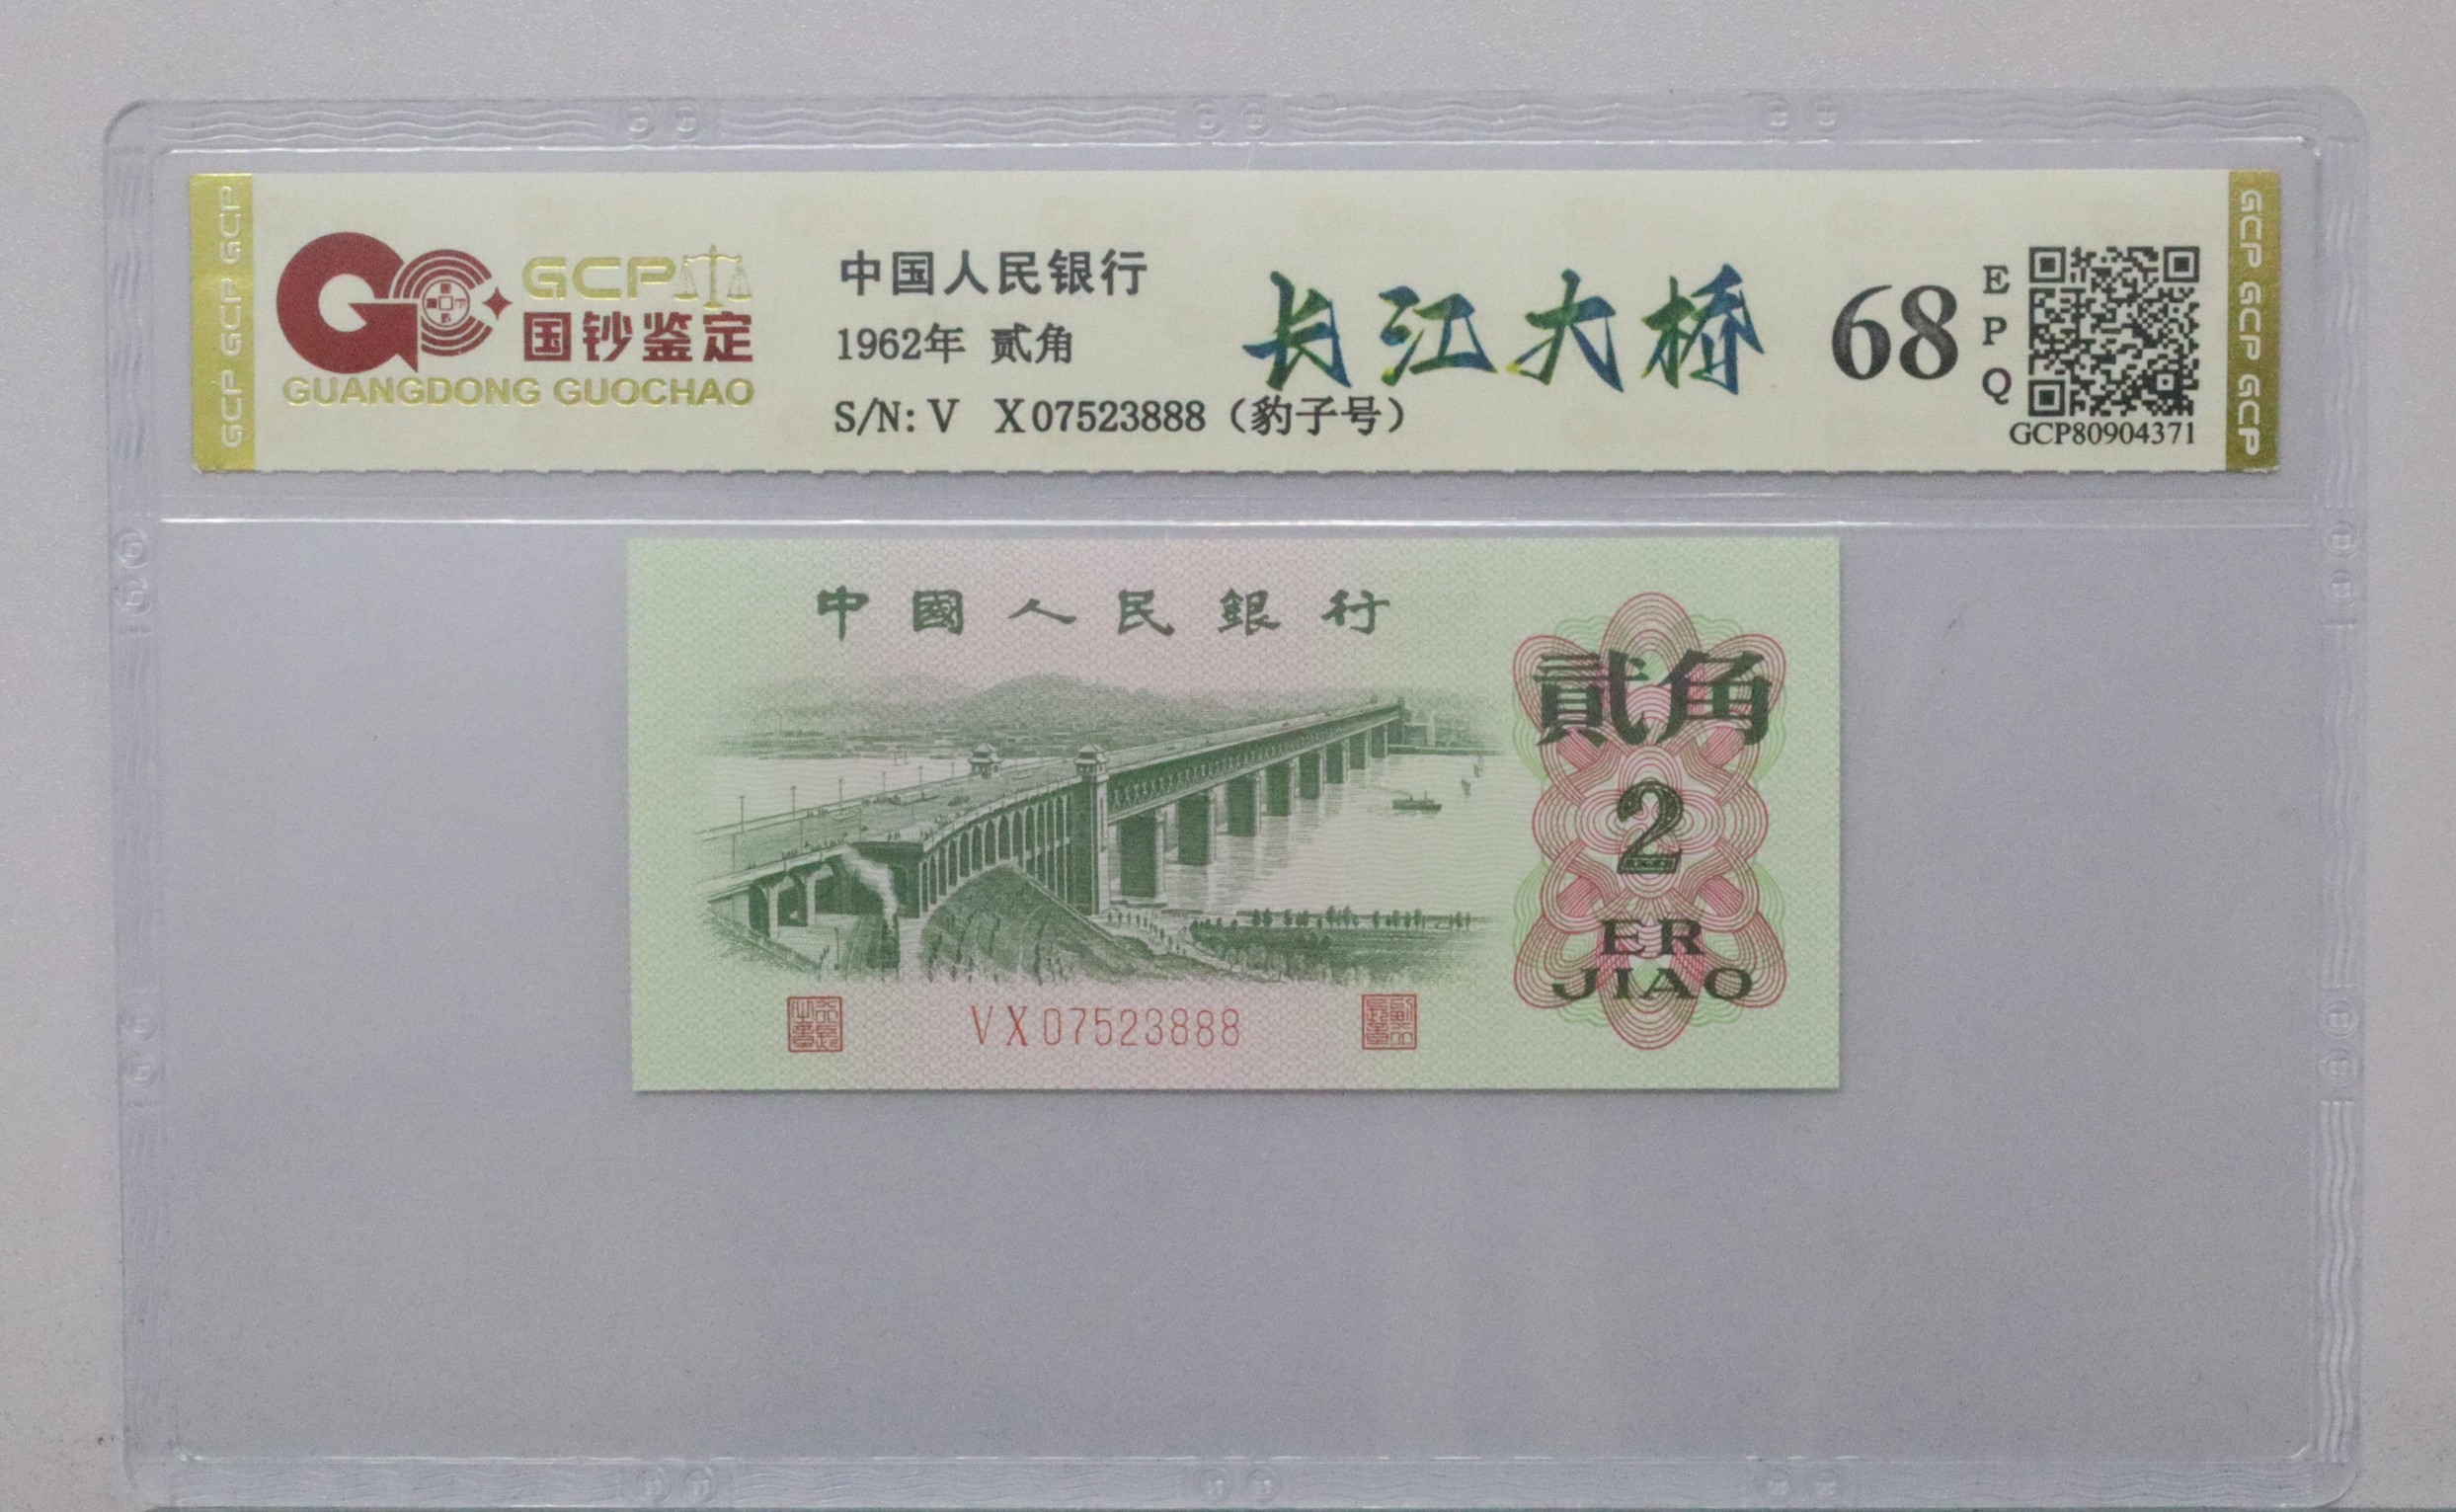 GCP GCP GCP
GCP
国钞鉴定
GUANGDONG GUOCHAO
中国人民银行
1962年 贰角
S/N: V X07523888（豹子号）
长江大桥
68
E
P
Q
GCP80904371
GCP GCP GCP
中國人民銀行
貳角
2
ER
JIAO
VX07523888